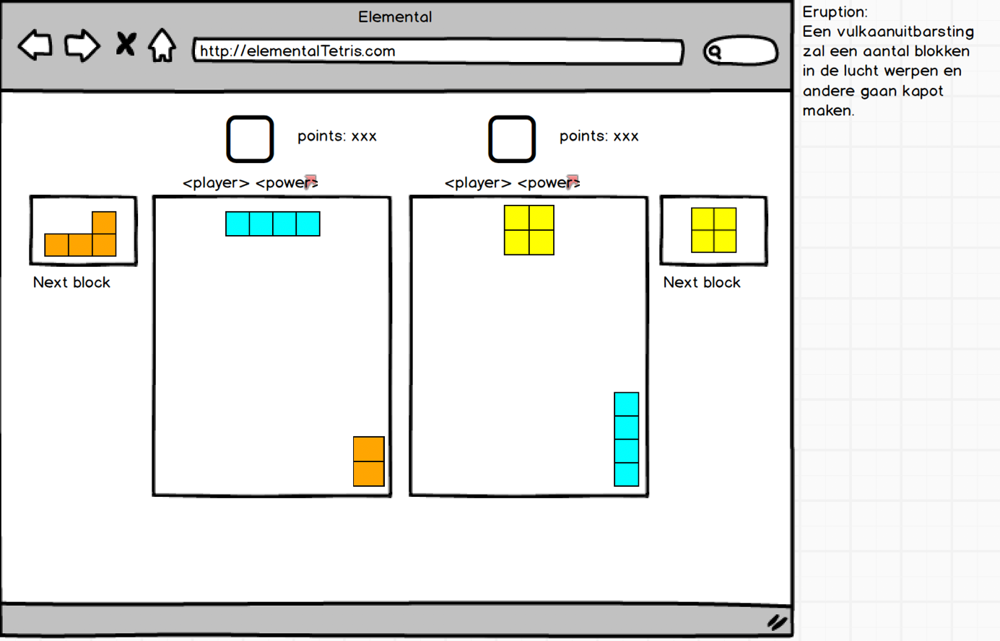 Elemental
http://elementalTetris.com
Eruption:
Een vulkaanuitbarsting
zal een aantal blokken
in de lucht werpen en
andere gaan kapot
maken.
points: xxx
points: xxx
<player> <power>
<player> <power>
Next block
Next block